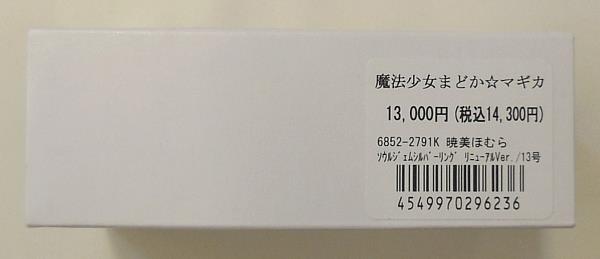 魔法少女まどか☆マギカ
13,000円(税込14,300円)
6852-2791K 暁美ほむら
ｿｳﾙｼﾞｪﾑｼﾙﾊﾞｰﾘﾝｸﾞ ﾘﾆｭｰｱﾙVer./13号
4549970296236